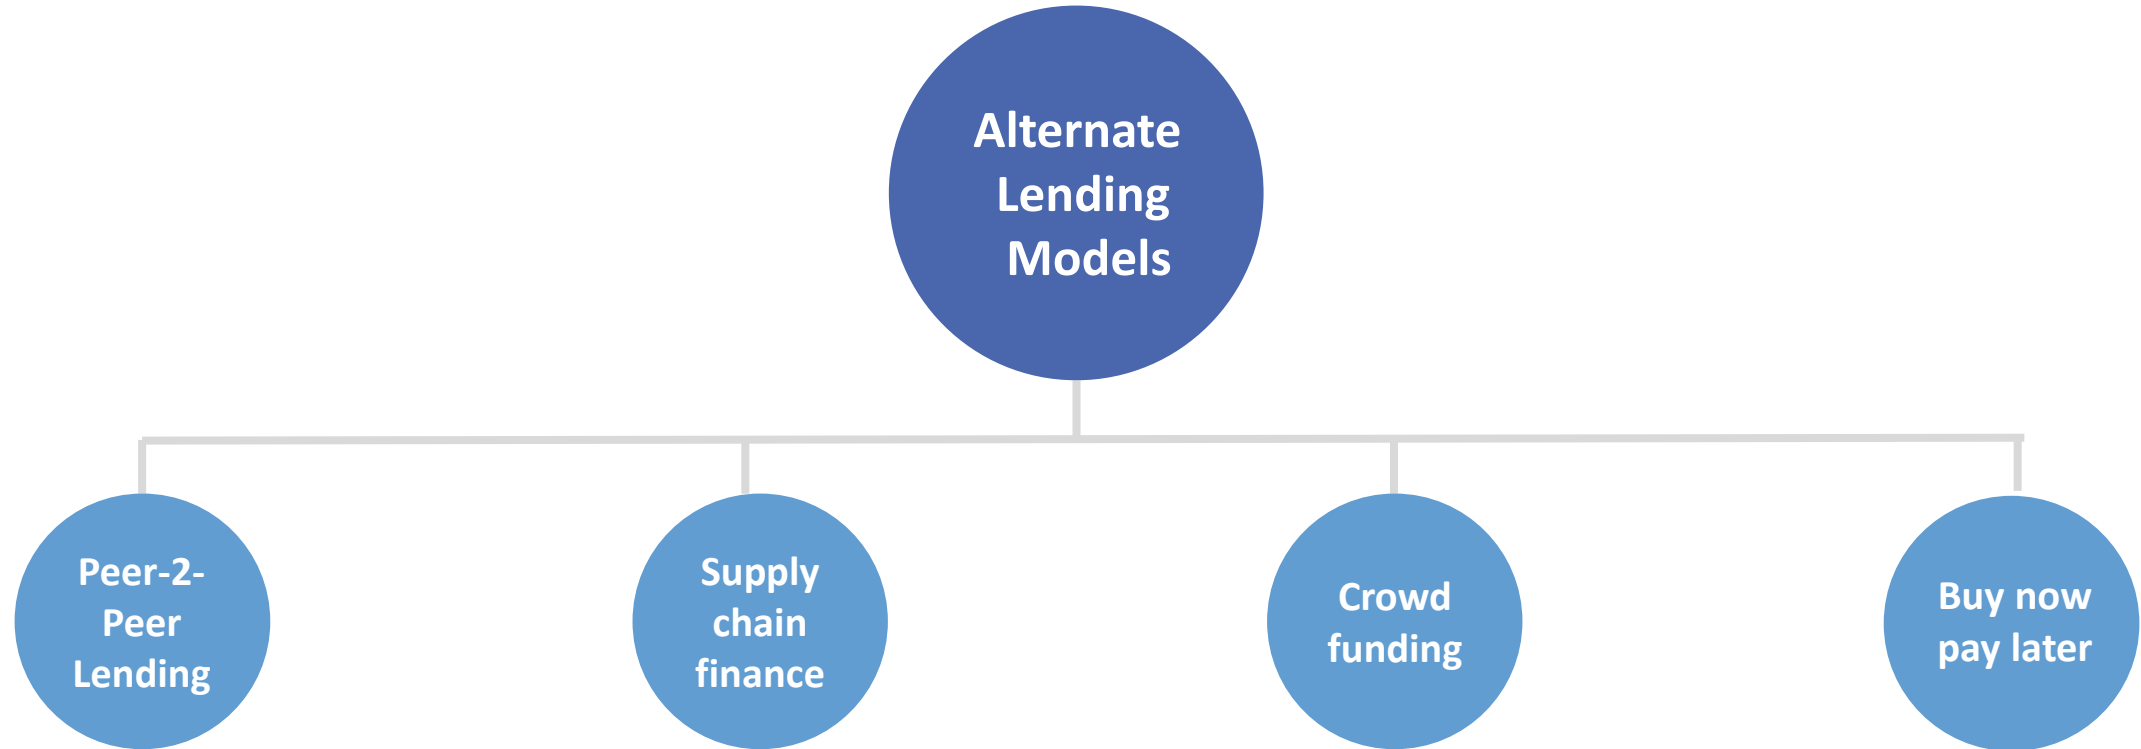 Alternate
Lending
Models
Peer-2-
Peer
Lending
Supply
chain
finance
Crowd
funding
Buy now
pay later